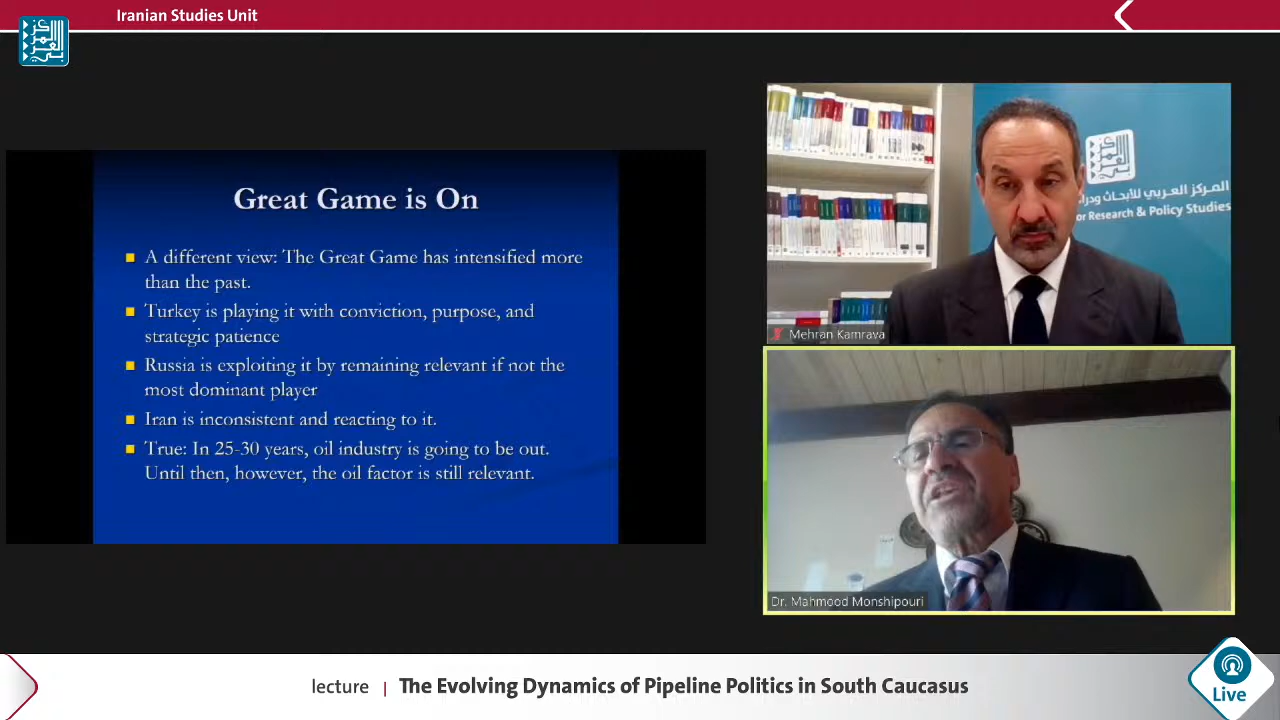 Iranian Studies Unit
Great Game is On
A different view: The Great Game has intensified more
than the past.
Turkey is playing it with conviction, purpose, and
strategic patience
Russia is exploiting it by remaining relevant if not the
most dominant player
Iran is inconsistent and reacting to it.
True: In 25-30 years, oil industry is going to be out.
Until then, however, the oil factor is still relevant.
المركز العربي للأبحاث ودرا
or Research & Policy Studies
Mehran Kamrava
Dr. Mahmood Monshipouri
lecture | The Evolving Dynamics of Pipeline Politics in South Caucasus
Live